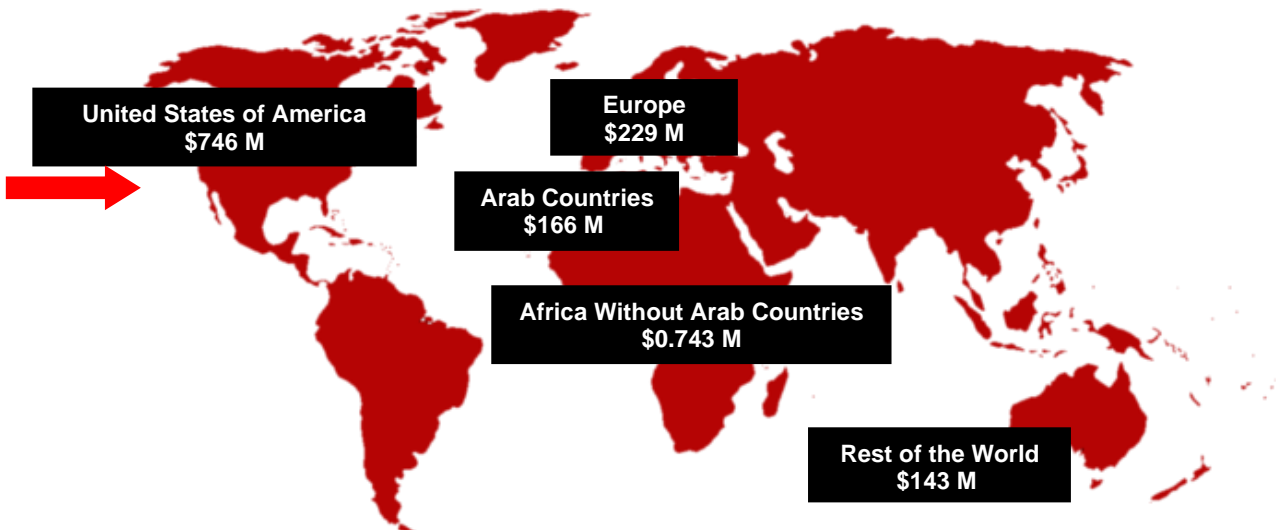 United States of America
$746 M
Europe
$229 M
Arab Countries
$166 M
Africa Without Arab Countries
$0.743 M
Rest of the World
$143 M